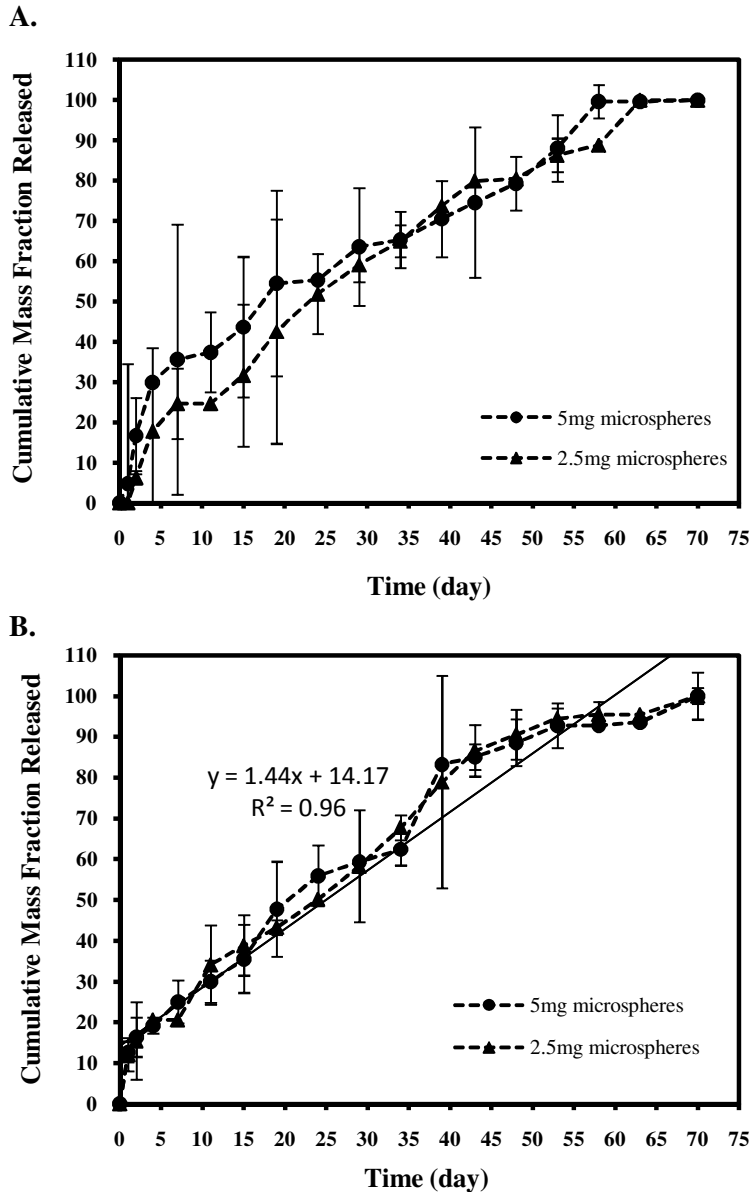 A.
Cumulative Mass Fraction Released
110
100
90
80
70
60
50
40
30
20
10
0
5mg microspheres
2.5mg microspheres
0 5 10 15 20 25 30 35 40 45 50 55 60 65 70 75
Time (day)
B.
Cumulative Mass Fraction Released
110
100
90
80
70
60
50
40
30
20
10
0
y = 1.44x + 14.17
R² = 0.96
5mg microspheres
2.5mg microspheres
0 5 10 15 20 25 30 35 40 45 50 55 60 65 70 75
Time (day)